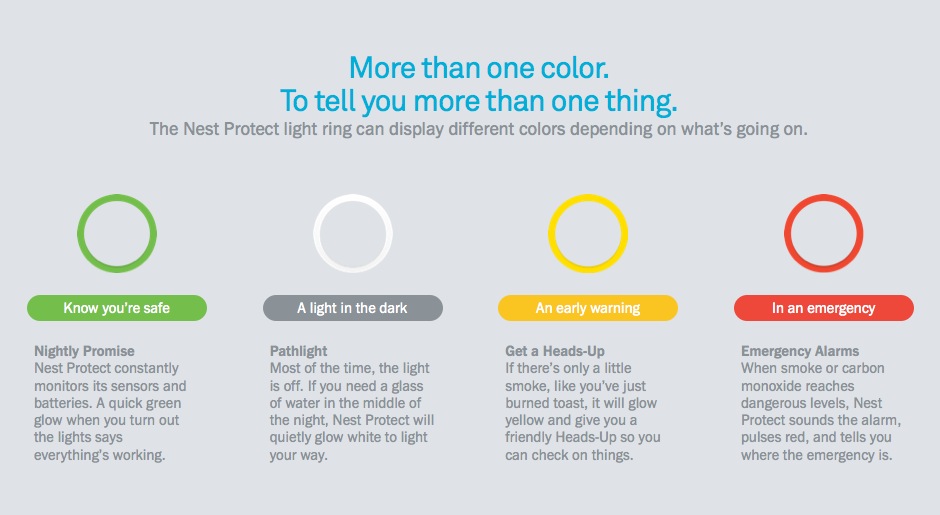 More than one color.
To tell you more than one thing.
The Nest Protect light ring can display different colors depending on what's going on.
Know you're safe
Nightly Promise
Nest Protect constantly
monitors its sensors and
batteries. A quick green
glow when you turn out
the lights says
everything's working.
A light in the dark
Pathlight
Most of the time, the light
is off. If you need a glass
of water in the middle of
the night, Nest Protect will
quietly glow white to light
your way.
An early warning
Get a Heads-Up
If there's only a little
smoke, like you've just
burned toast, it will glow
yellow and give you a
friendly Heads-Up so you
can check on things.
In an emergency
Emergency Alarms
When smoke or carbon
monoxide reaches
dangerous levels, Nest
Protect sounds the alarm,
pulses red, and tells you
where the emergency is.